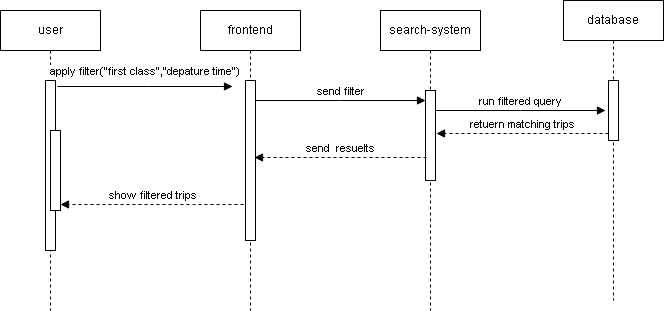 user
frontend
search-system
database
apply filter("first class","depature time")
send filter
run filtered query
retuern matching trips
send resuelts
show filtered trips